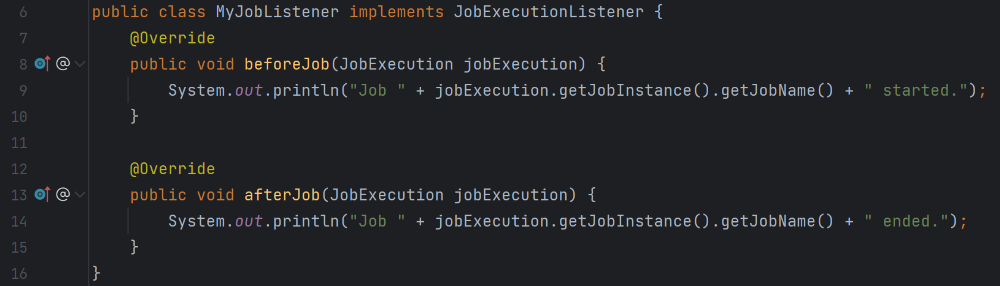 6 public class MyJobListener implements JobExecutionListener {
7     @Override
8 @     public void beforeJob(JobExecution jobExecution) {
9         System.out.println("Job " + jobExecution.getJobInstance().getJobName() + " started.");
10     }
11
12     @Override
13 @     public void afterJob(JobExecution jobExecution) {
14         System.out.println("Job " + jobExecution.getJobInstance().getJobName() + " ended.");
15     }
16 }